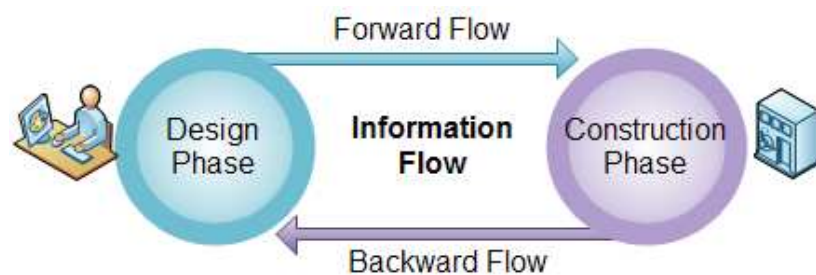 Forward Flow
Design
Phase
Information
Flow
Construction
Phase
Backward Flow